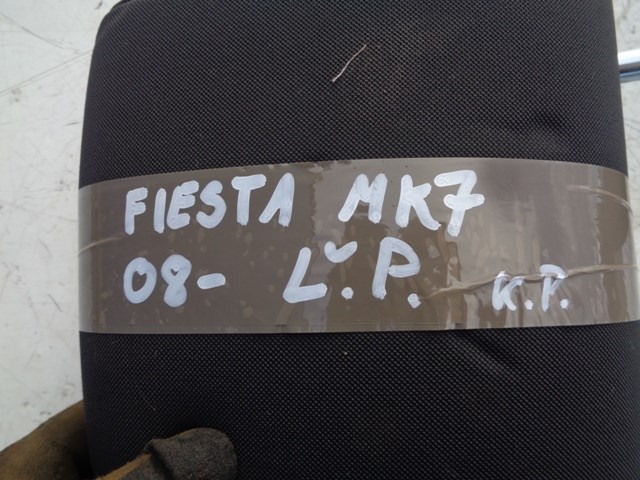 FIESTA MK7
08- Ľ.P. K.P.